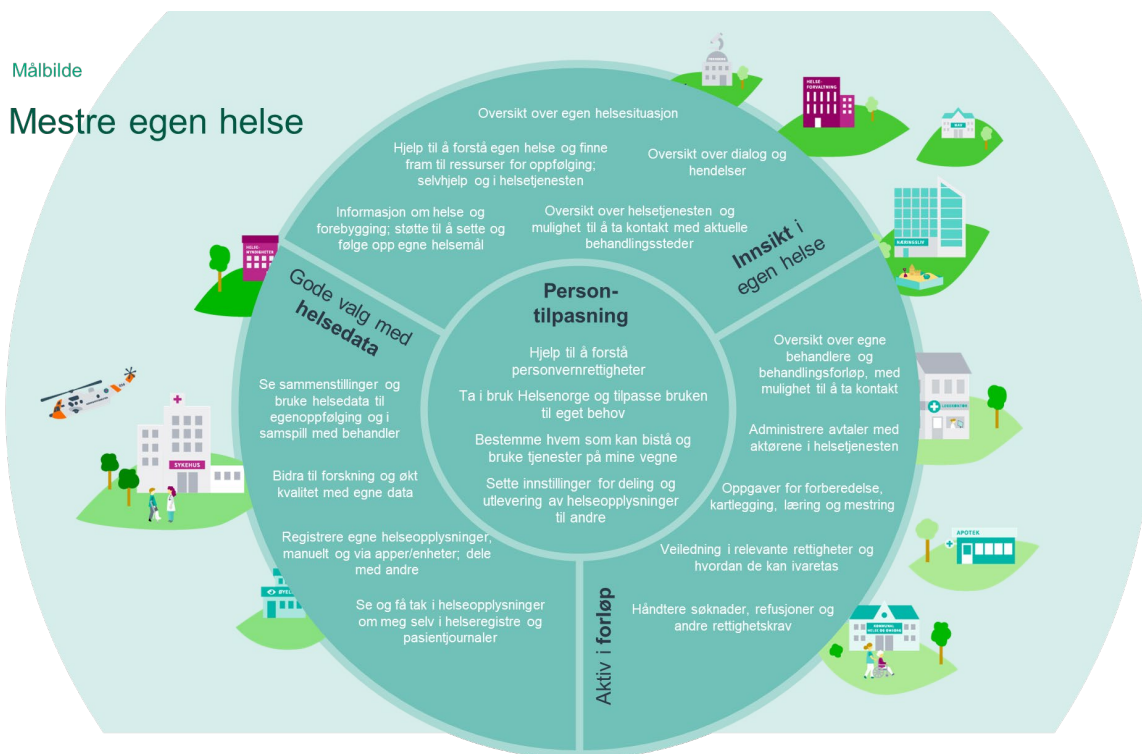 Målbilde
Mestre egen helse
Oversikt over egen helsesituasjon
Hjelp til å forstå egen helse og finne
fram til ressurser for oppfølging;
selvhjelp og i helsetjenesten
Oversikt over dialog og
hendelser
Informasjon om helse og
forebygging; støtte til å sette og
følge opp egne helsemål
Oversikt over helsetjenesten og
mulighet til å ta kontakt med aktuelle
behandlingssteder
Innsikt i
egen helse
Gode valg med
helsedata
Se sammenstillinger og
bruke helsedata til
egenoppfølging og i
samspill med behandler
Bidra til forskning og økt
kvalitet med egne data
Registrere egne helseopplysninger,
manuelt og via apper/enheter; dele
med andre
Se og få tak i helseopplysninger
om meg selv i helseregistre og
pasientjournaler
Person-
tilpasning
Hjelp til å forstå
personvernrettigheter
Ta i bruk Helsenorge og tilpasse bruken
til eget behov
Bestemme hvem som kan bistå og
bruke tjenester på mine vegne
Sette innstillinger for deling og
utlevering av helseopplysninger
til andre
Oversikt over egne
behandlere og
behandlingsforløp, med
mulighet til å ta kontakt
Administrere avtaler med
aktørene i helsetjenesten
Oppgaver for forberedelse,
kartlegging, læring og mestring
Veiledning i relevante rettigheter og
hvordan de kan ivaretas
Håndtere søknader, refusjoner og
andre rettighetskrav
Aktiv i forløp
HELSE-
FORVALTNING
NÆRINGSLIV
APOTEK
SYKEHUS